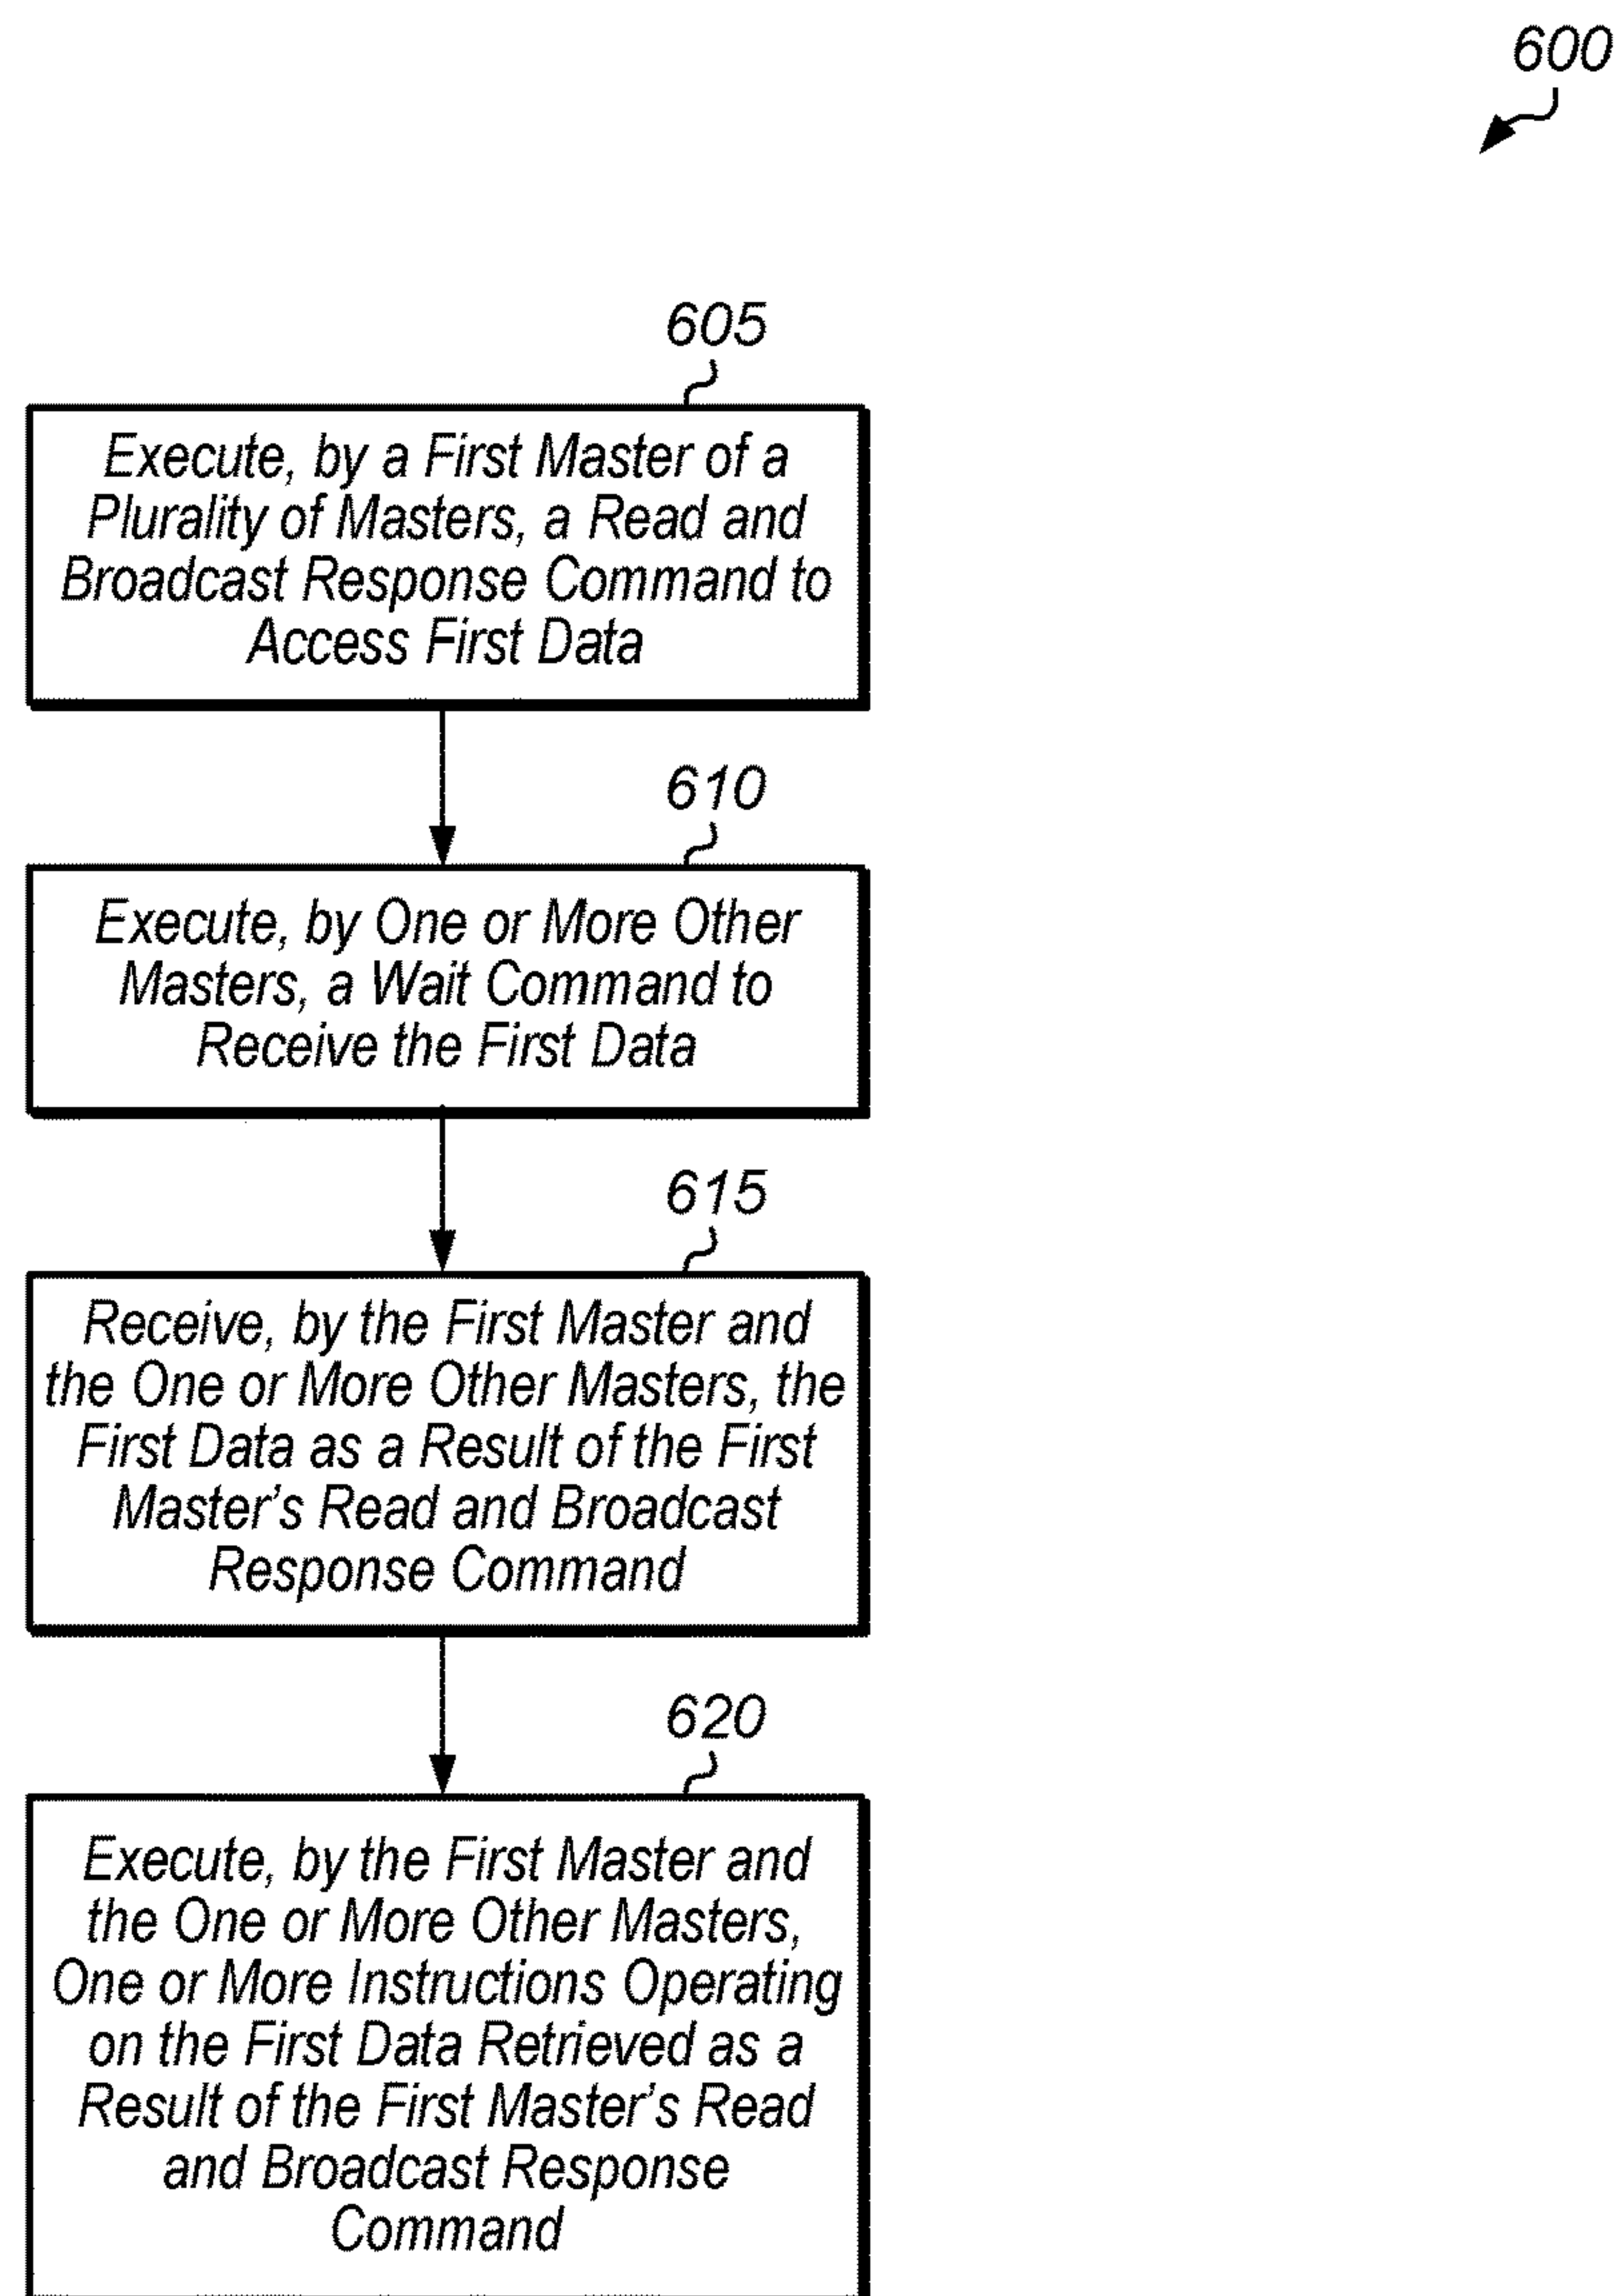 600
605
Execute, by a First Master of a
Plurality of Masters, a Read and
Broadcast Response Command to
Access First Data
610
Execute, by One or More Other
Masters, a Wait Command to
Receive the First Data
615
Receive, by the First Master and
the One or More Other Masters, the
First Data as a Result of the First
Master's Read and Broadcast
Response Command
620
Execute, by the First Master and
the One or More Other Masters,
One or More Instructions Operating
on the First Data Retrieved as a
Result of the First Master's Read
and Broadcast Response
Command